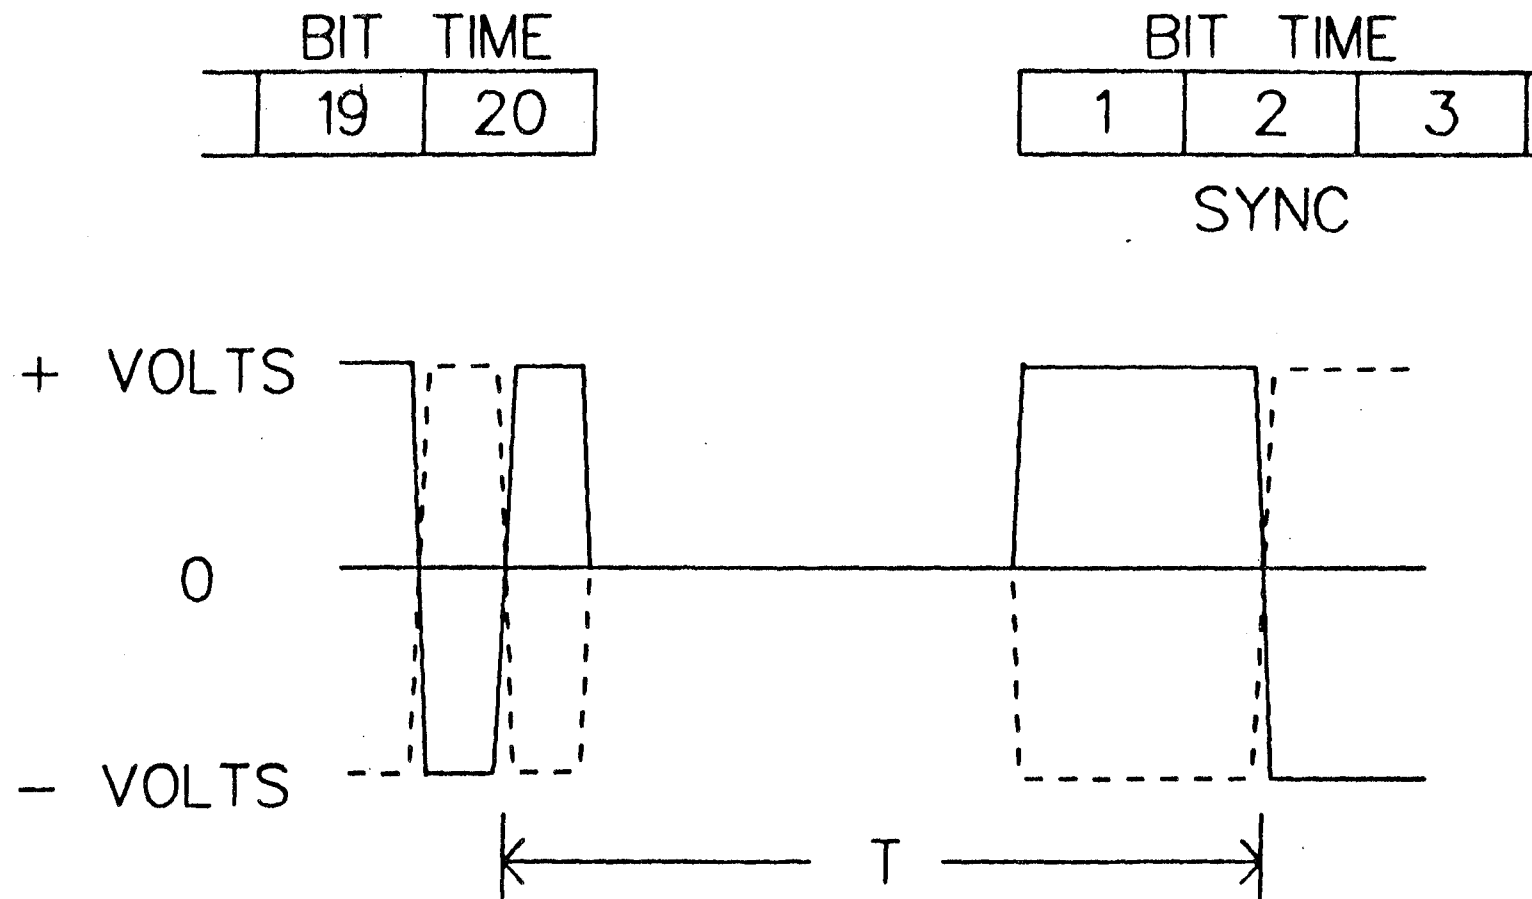 BIT TIME BIT TIME
19 20 1 2 3
SYNC
+ VOLTS
0
- VOLTS
T